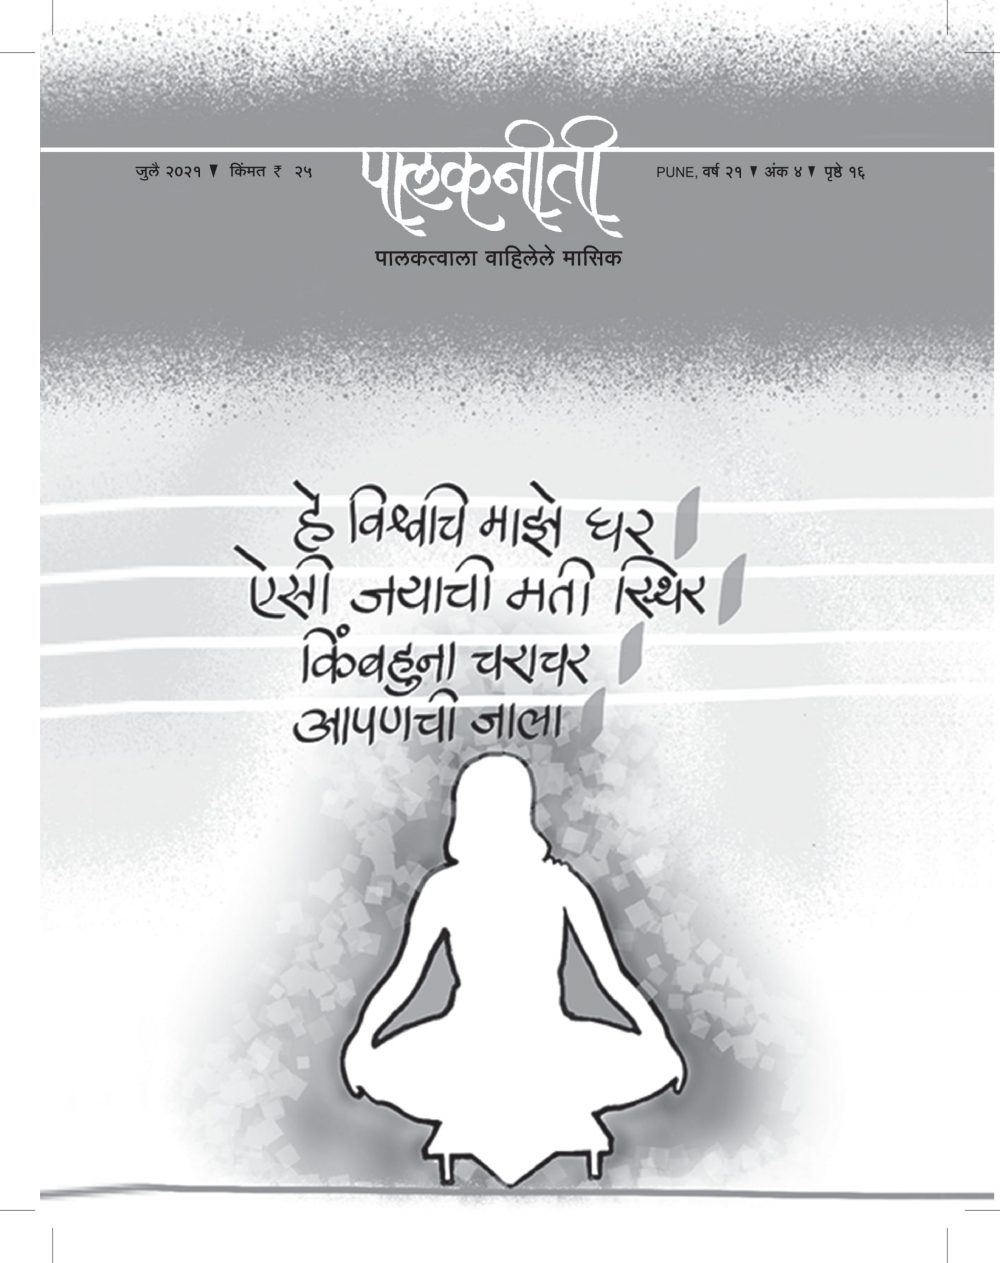 जुलै २०२१ ▼ किंमत ₹ २५
पालकनीती
PUNE, वर्ष २१ ▼ अंक ४ ▼ पृष्ठे १६
पालकत्वाला वाहिलेले मासिक
हे विश्वचि माझे घर
ऐसी जयाची मती स्थिर
किंबहुना चराचर
आपणची जाला